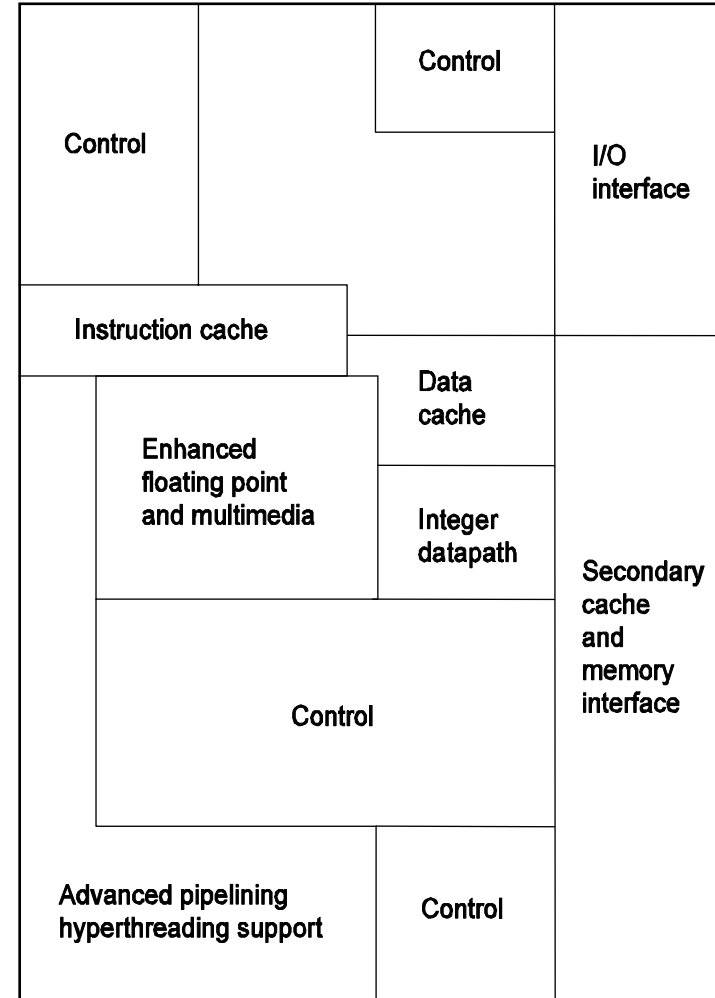 Control
Control
I/O
interface
Instruction cache
Data
cache
Enhanced
floating point
and multimedia
Integer
datapath
Secondary
cache
and
memory
interface
Control
Advanced pipelining
hyperthreading support
Control